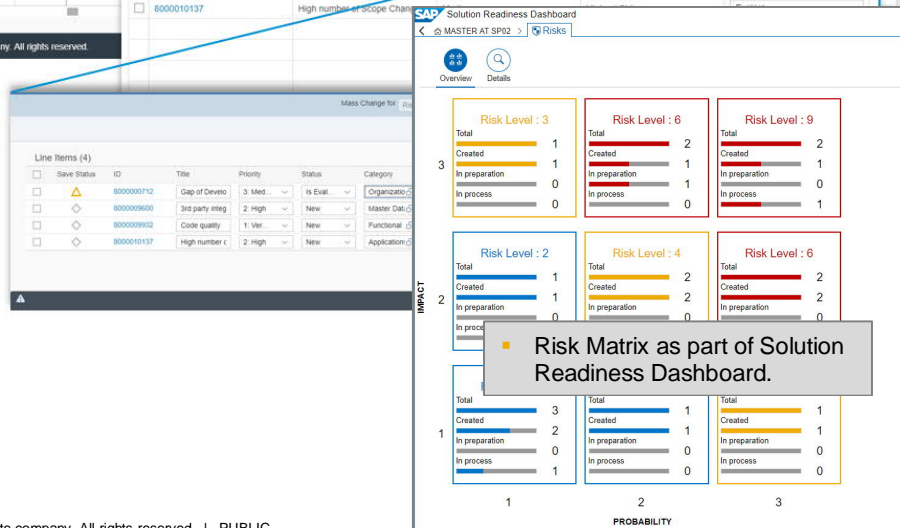 8000010137
High number of Scope Chan
ny. All rights reserved.
Mass Change for
Line Items (4)
Save Status ID Title Priority Status Category
8000000712 Gap of Develo 3: Med... Is Eval... Organizatio
8000009600 3rd party integ 2: High New Master Data
8000009932 Code quality 1: Ver... New Functional
8000010137 High number c 2: High New Application
SAP Solution Readiness Dashboard
MASTER AT SP02 > Risks
Overview Details
IMPACT
3
Risk Level : 3
Total 1
Created 1
In preparation 0
In process 0
Risk Level : 6
Total 2
Created 1
In preparation 1
In process 0
Risk Level : 9
Total 2
Created 1
In preparation 0
In process 1
2
Risk Level : 2
Total 1
Created 1
In preparation 0
In proce
Risk Level : 4
Total 2
Created 2
In preparation 0
Risk Level : 6
Total 2
Created 2
In preparation 0
Risk Matrix as part of Solution
Readiness Dashboard.
1
Total 3
Created 2
In preparation 0
In process 1
Total 1
Created 1
In preparation 0
In process 0
Total 1
Created 1
In preparation 0
In process 0
1 2 3
PROBABILITY
te company. All rights reserved. | PUBLIC